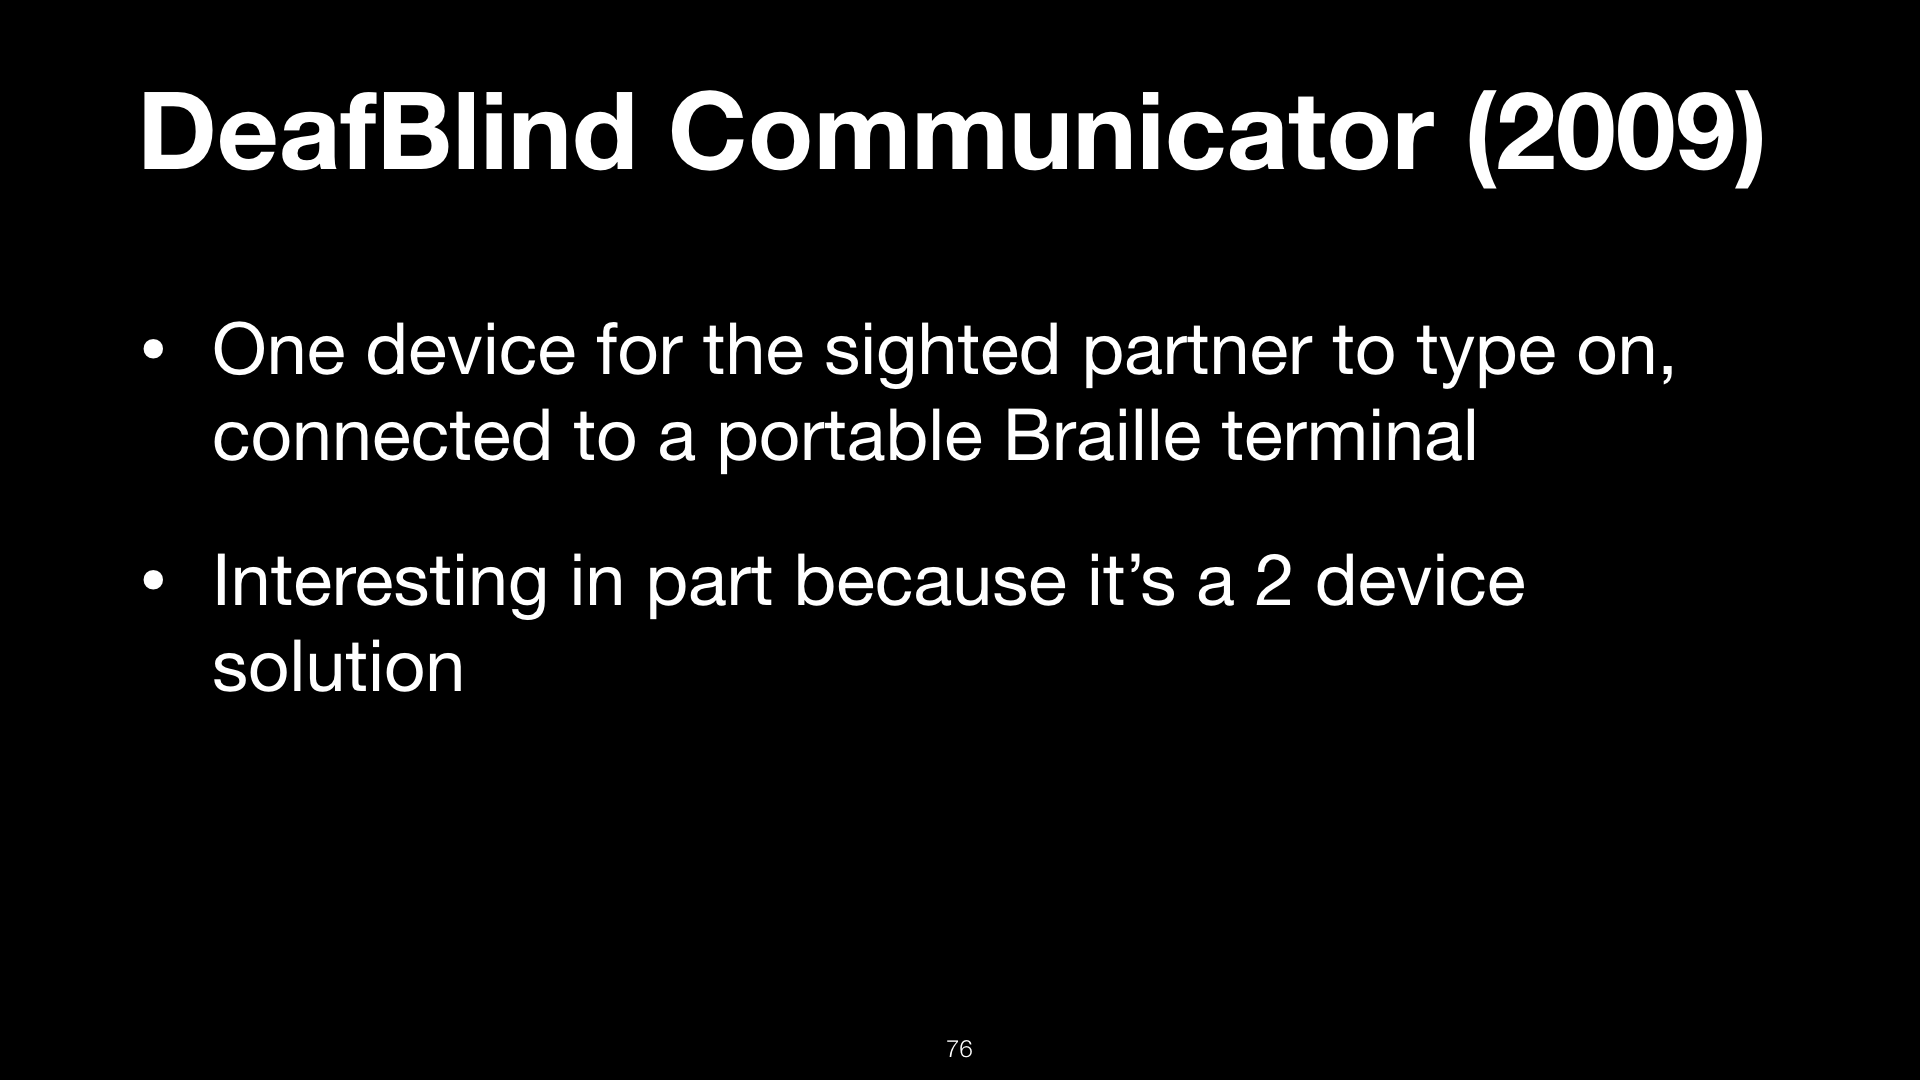 DeafBlind Communicator (2009)
• One device for the sighted partner to type on,
connected to a portable Braille terminal
• Interesting in part because it’s a 2 device
solution
76